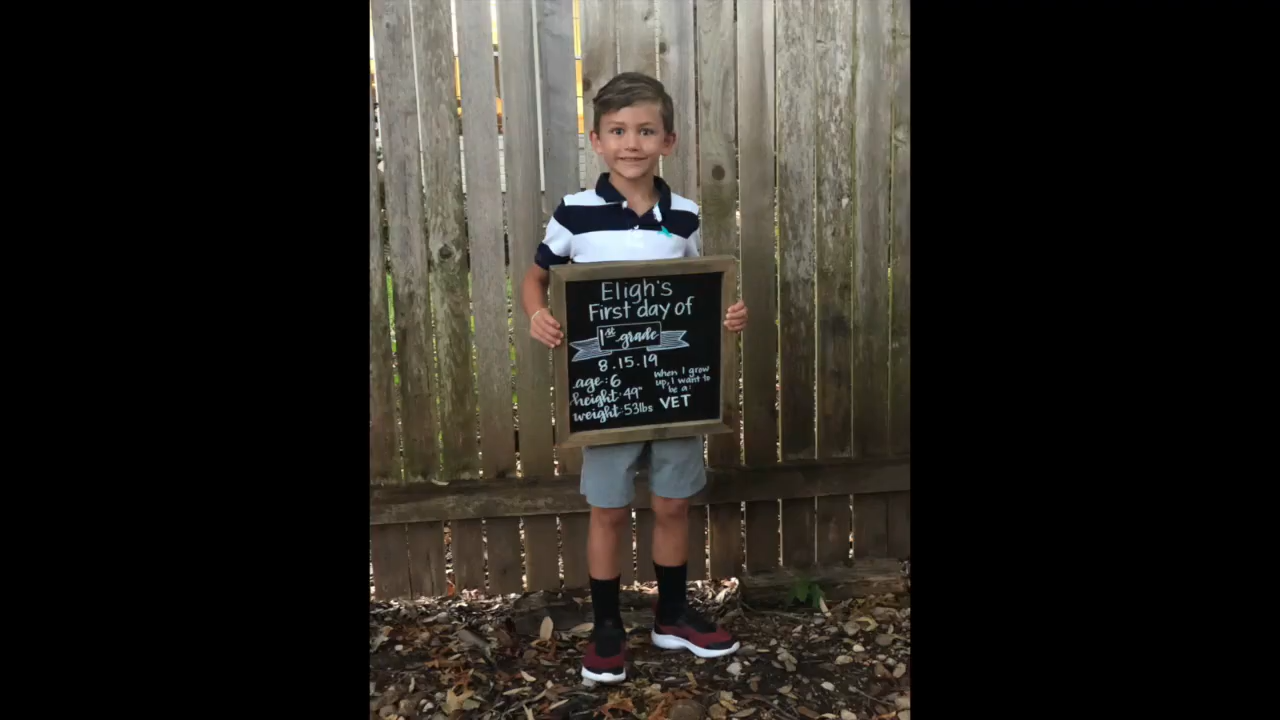 Eligh's
First day of
1st grade
8.15.19
age: 6
height: 49"
weight: 53lbs
When I grow
up, I want to
be a:
VET